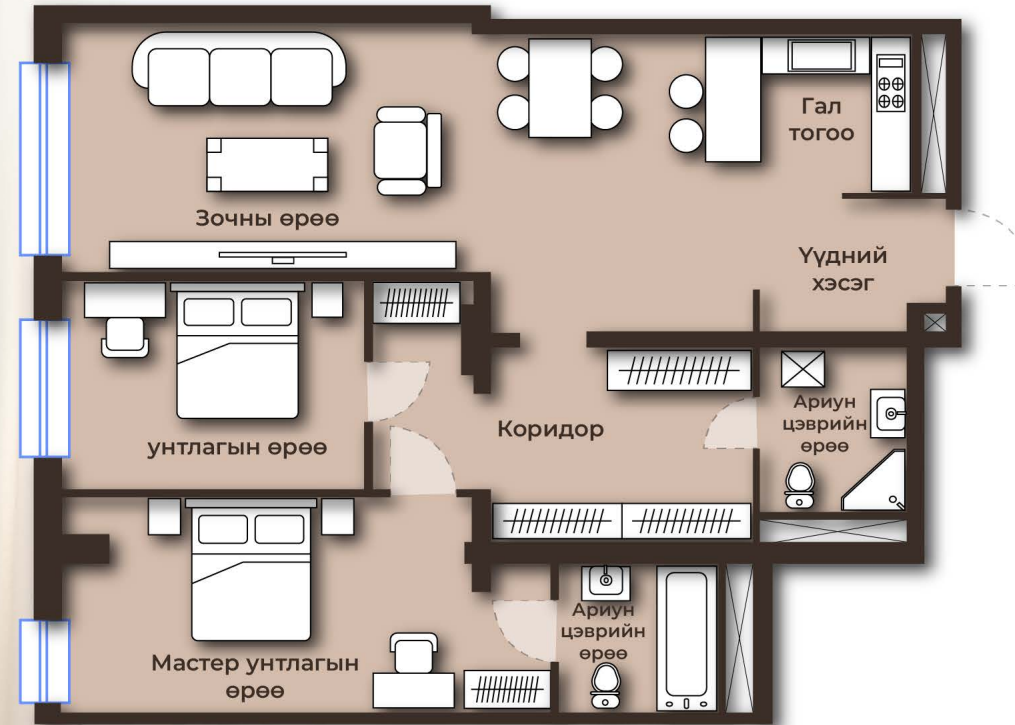 Гал
тогоо
Зочны өрөө
Үүдний
хэсэг
Ариун
цэврийн
өрөө
Коридор
унтлагын өрөө
Ариун
цэврийн
өрөө
Мастер унтлагын
өрөө